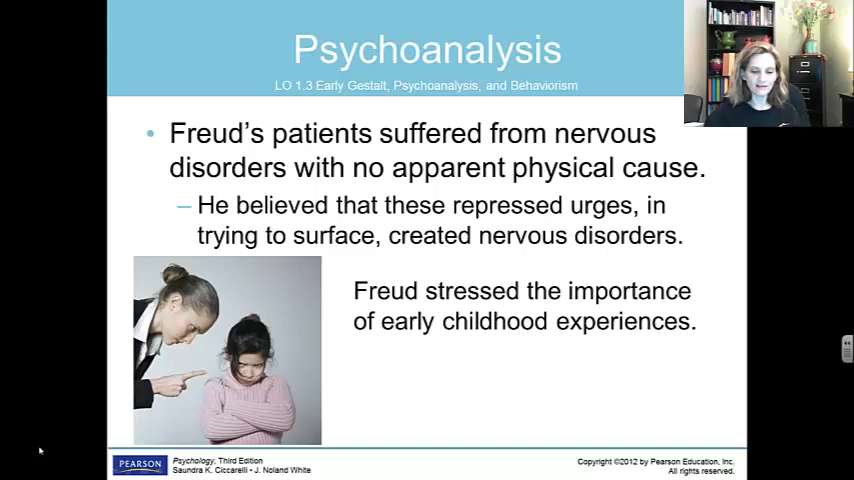 Psychoanalysis
LO 1.3 Early Gestalt, Psychoanalysis, and Behaviorism
• Freud's patients suffered from nervous
disorders with no apparent physical cause.
– He believed that these repressed urges, in
trying to surface, created nervous disorders.
Freud stressed the importance
of early childhood experiences.
PEARSON
Psychology, Third Edition
Saundra K. Ciccarelli • J. Noland White
Copyright ©2012 by Pearson Education, Inc.
All rights reserved.